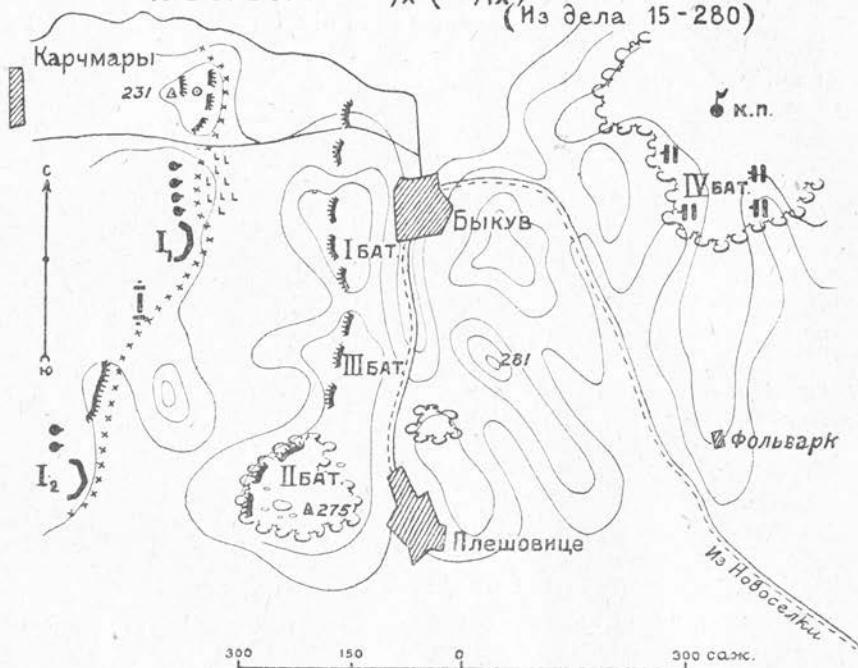 (Из дела 15-280)
Карчмары
231
к.п.
С
IV БАТ.
I₁
I БАТ.
Быкув
III БАТ.
281
Ю
Фольварк
I₂
II БАТ.
275
Плешовице
Из Новоселки
300 150 0 300 саж.